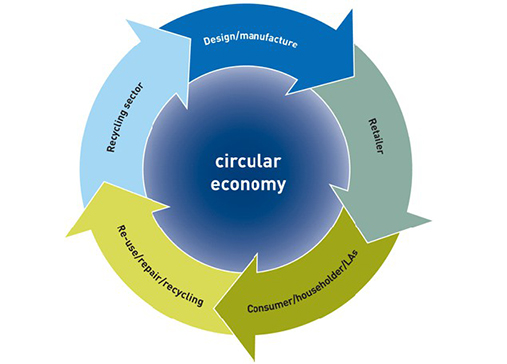 Design/manufacture
Retailer
Consumer/householder/LAs
Re-use/repair/recycling
Recycling sector
circular
economy